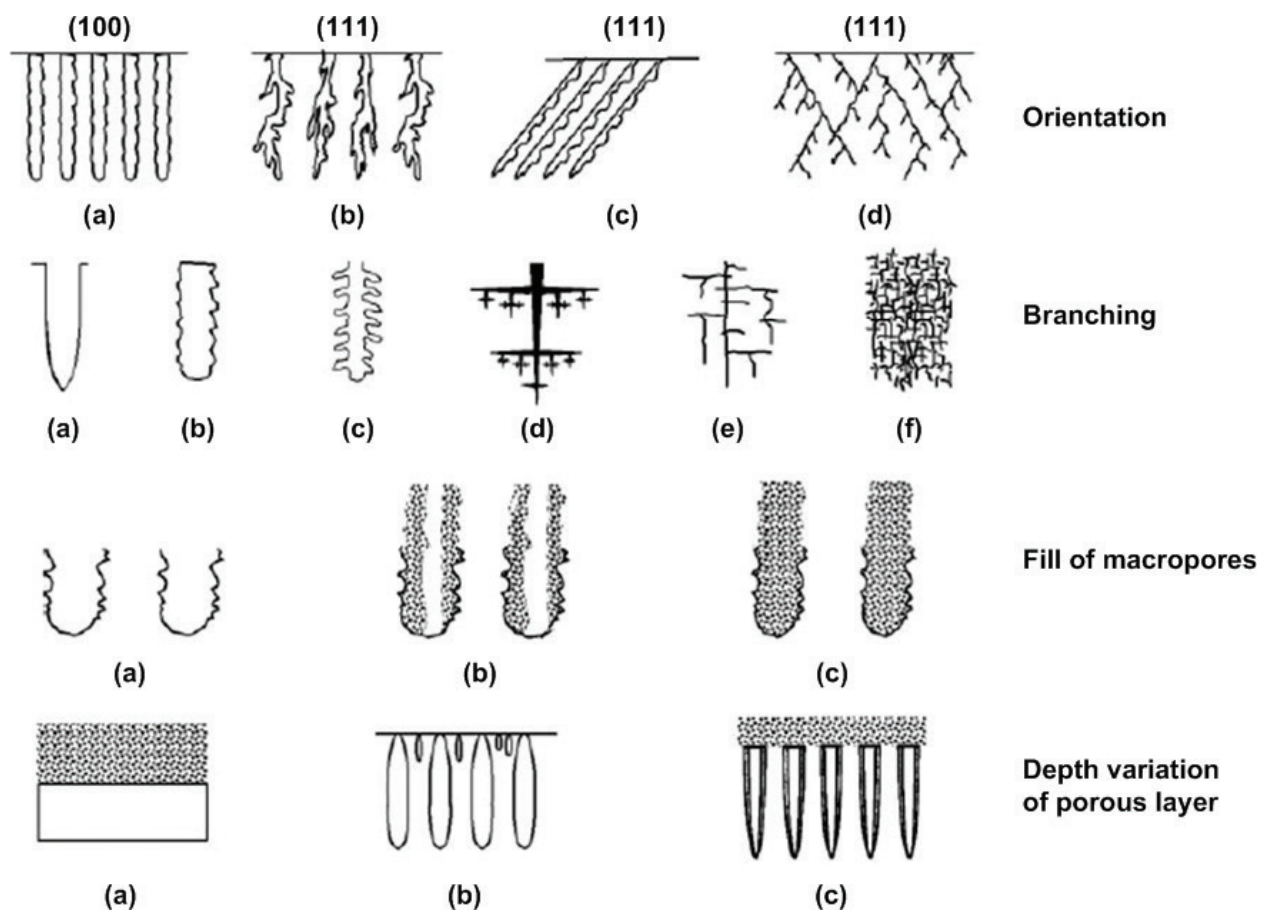 (100) (111) (111) (111)
Orientation
(a) (b) (c) (d)
Branching
(a) (b) (c) (d) (e) (f)
Fill of macropores
(a) (b) (c)
Depth variation
of porous layer
(a) (b) (c)